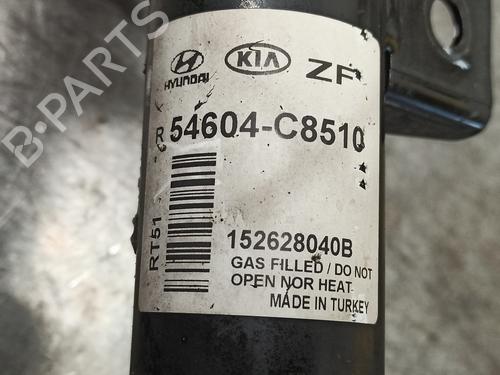 HYUNDAI KIA ZF
R 54604-C8510
RT51
152628040B
GAS FILLED / DO NOT
OPEN NOR HEAT
MADE IN TURKEY
B-PARTS